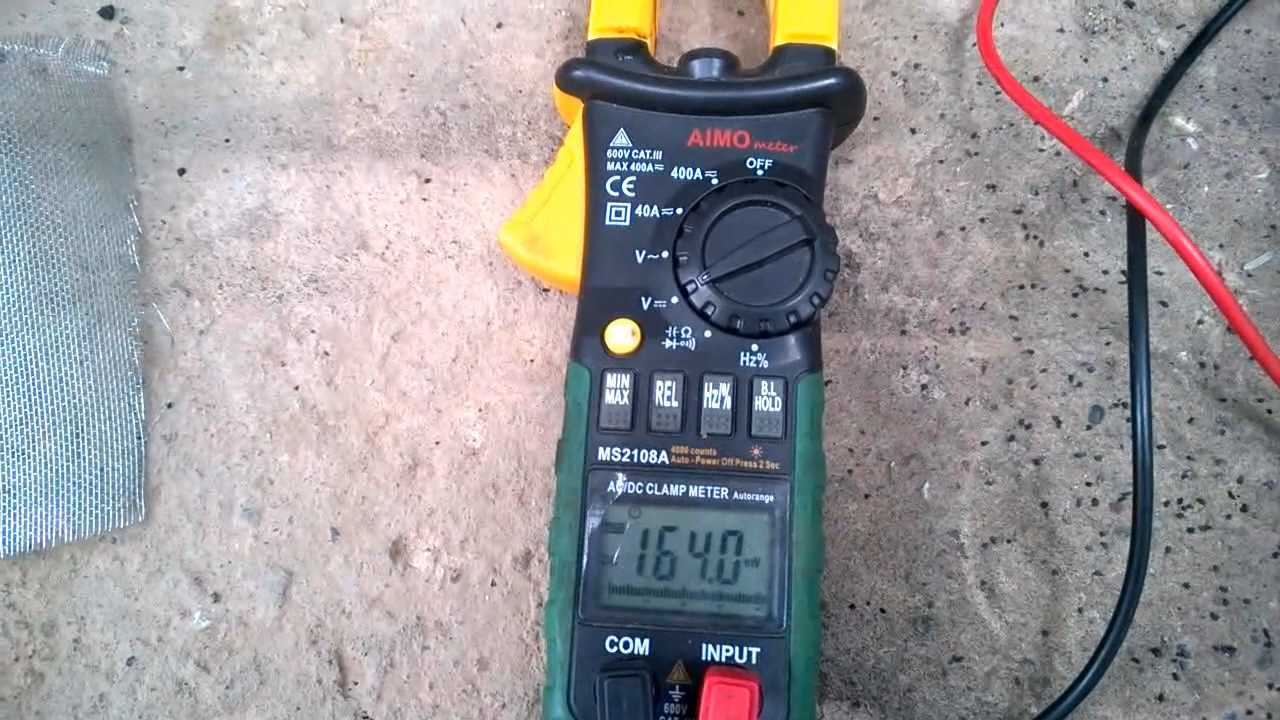 AIMO meter
600V CAT.III
MAX 400A
400A
OFF
CE
40A
V~
V
Ω
Hz%
MIN
MAX
REL
Hz/%
B.L
HOLD
MS2108A
4000 counts
Auto - Power Off Press 2 Sec
AC/DC CLAMP METER Autorange
164.0 mV
COM
INPUT
600V